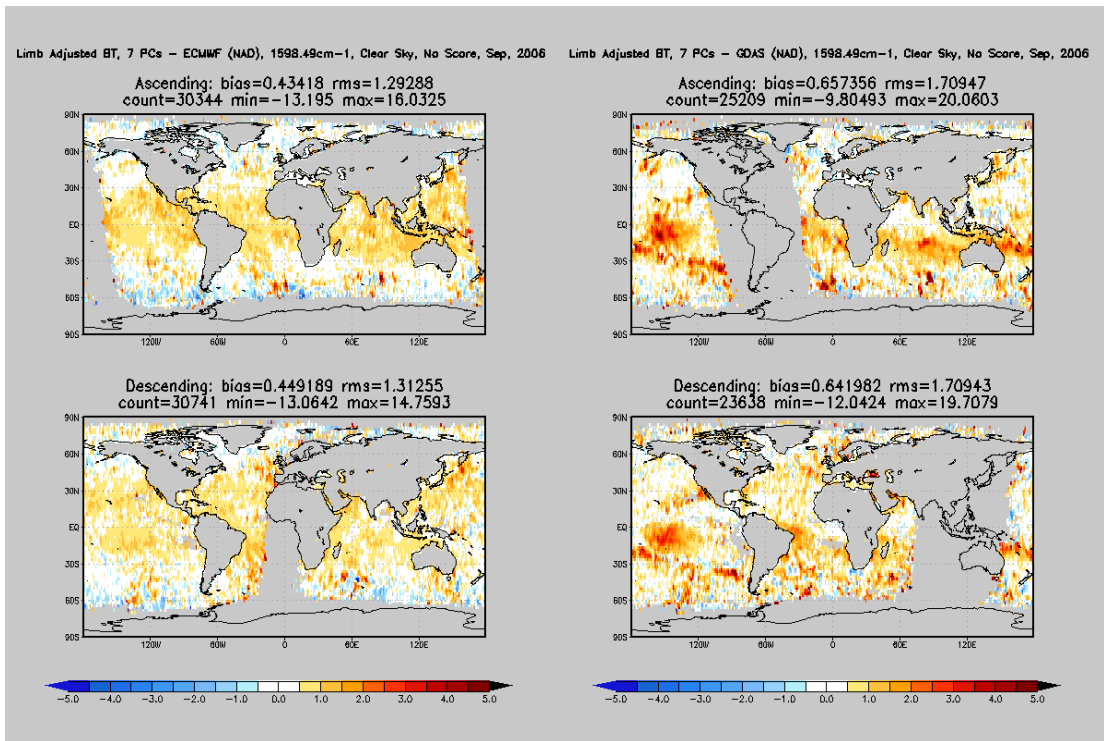 Limb Adjusted BT, 7 PCs – ECMWF (NAD), 1598.49cm-1, Clear Sky, No Score, Sep, 2006
Ascending: bias=0.43418 rms=1.29288
count=30344 min=-13.195 max=16.0325
90N
60N
30N
EQ
30S
60S
90S
120W 60W 0 60E 120E
Descending: bias=0.449189 rms=1.31255
count=30741 min=-13.0642 max=14.7593
90N
60N
30N
EQ
30S
60S
90S
120W 60W 0 60E 120E
-5.0 -4.0 -3.0 -2.0 -1.0 0.0 1.0 2.0 3.0 4.0 5.0
Limb Adjusted BT, 7 PCs – GDAS (NAD), 1598.49cm-1, Clear Sky, No Score, Sep, 2006
Ascending: bias=0.657356 rms=1.70947
count=25209 min=-9.80493 max=20.0603
90N
60N
30N
EQ
30S
60S
90S
120W 60W 0 60E 120E
Descending: bias=0.641982 rms=1.70943
count=23638 min=-12.0424 max=19.7079
90N
60N
30N
EQ
30S
60S
90S
120W 60W 0 60E 120E
-5.0 -4.0 -3.0 -2.0 -1.0 0.0 1.0 2.0 3.0 4.0 5.0